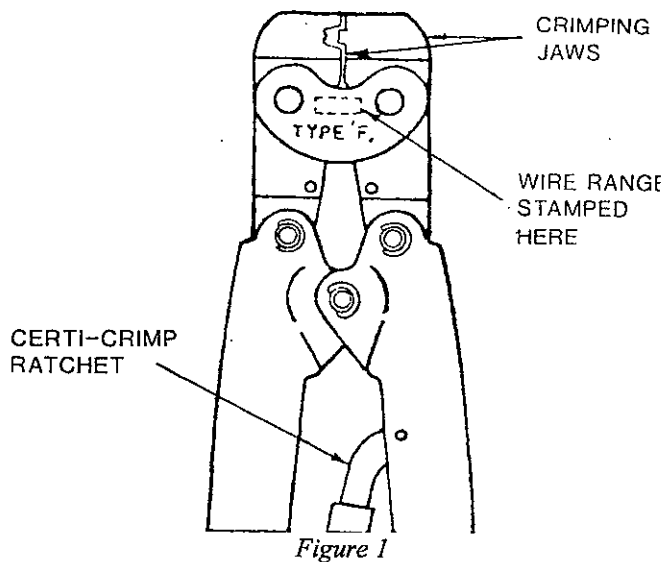 CRIMPING
JAWS
TYPE 'F.
WIRE RANGE
STAMPED
HERE
CERTI-CRIMP
RATCHET
Figure 1